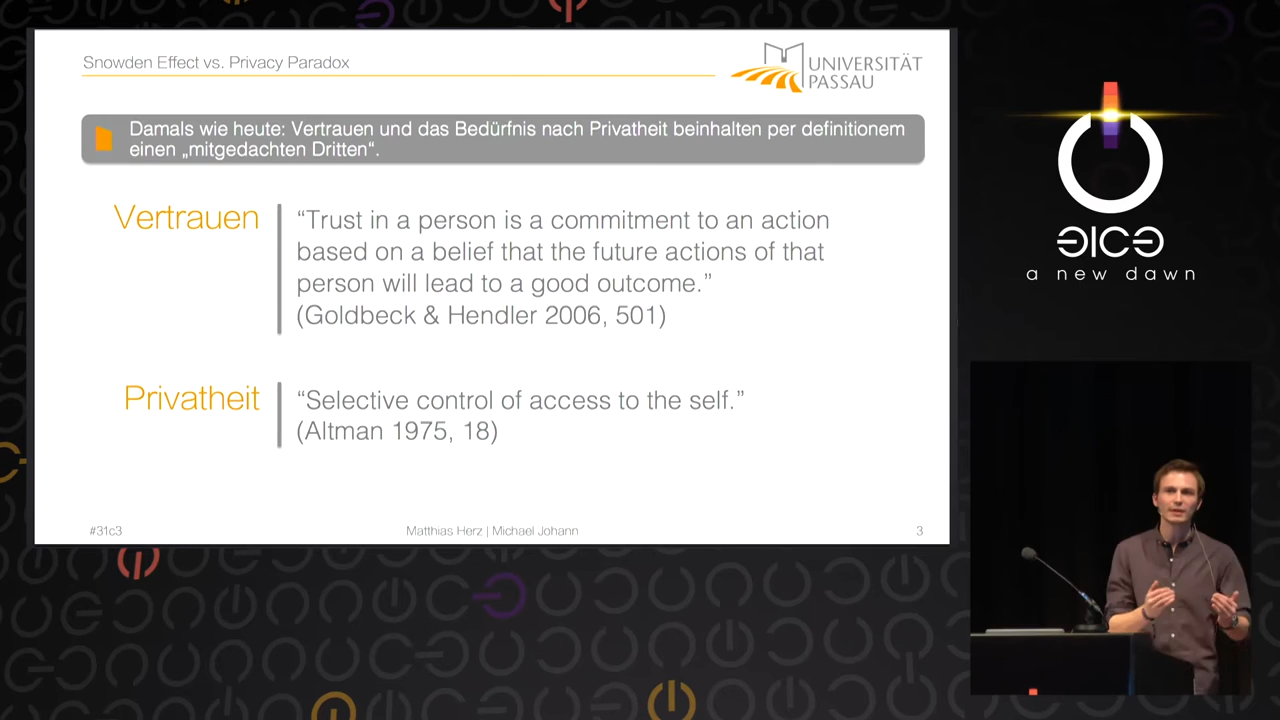 Snowden Effect vs. Privacy Paradox
UNIVERSITÄT
PASSAU
Damals wie heute: Vertrauen und das Bedürfnis nach Privatheit beinhalten per definitionem
einen „mitgedachten Dritten“.
Vertrauen
“Trust in a person is a commitment to an action
based on a belief that the future actions of that
person will lead to a good outcome.”
(Goldbeck & Hendler 2006, 501)
Privatheit
“Selective control of access to the self.”
(Altman 1975, 18)
#31c3
Matthias Herz | Michael Johann
3
31C3
a new dawn